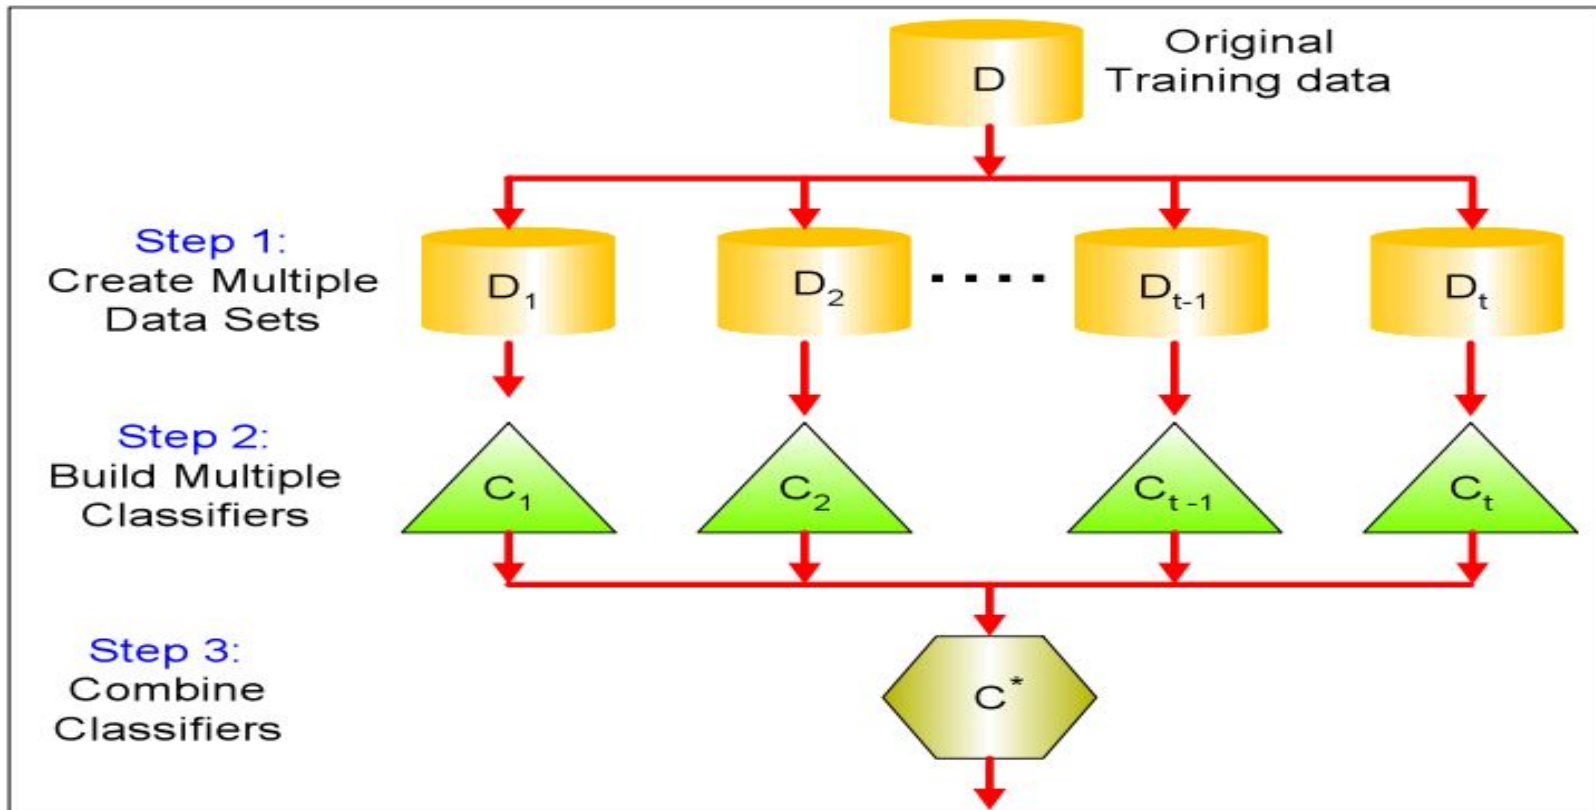 D
Original
Training data
Step 1:
Create Multiple
Data Sets
D₁
D₂
....
Dₜ₋₁
Dₜ
Step 2:
Build Multiple
Classifiers
C₁
C₂
Cₜ₋₁
Cₜ
Step 3:
Combine
Classifiers
C*